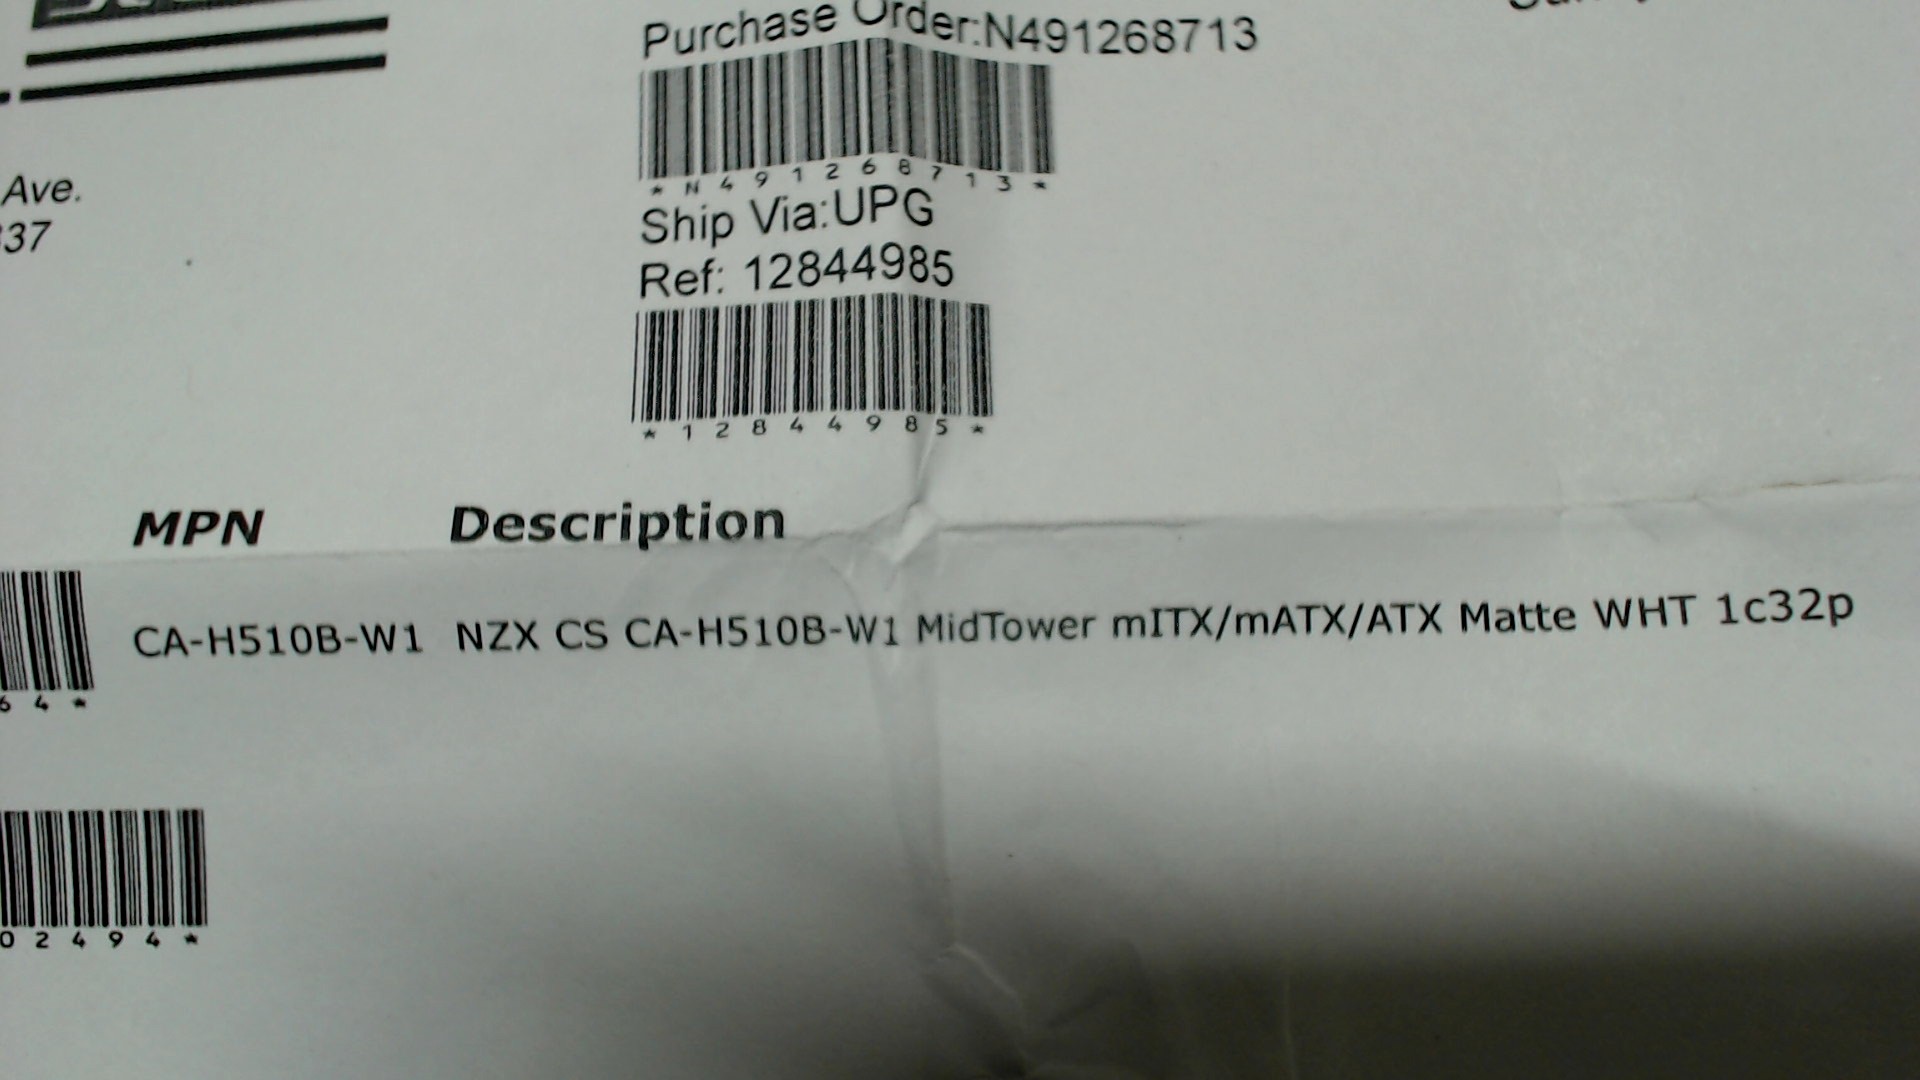 Purchase Order:N491268713
*N491268713*
Ave.
37
Ship Via:UPG
Ref: 12844985
*12844985*
MPN Description
CA-H510B-W1 NZX CS CA-H510B-W1 MidTower mITX/mATX/ATX Matte WHT 1c32p
64*
02494*